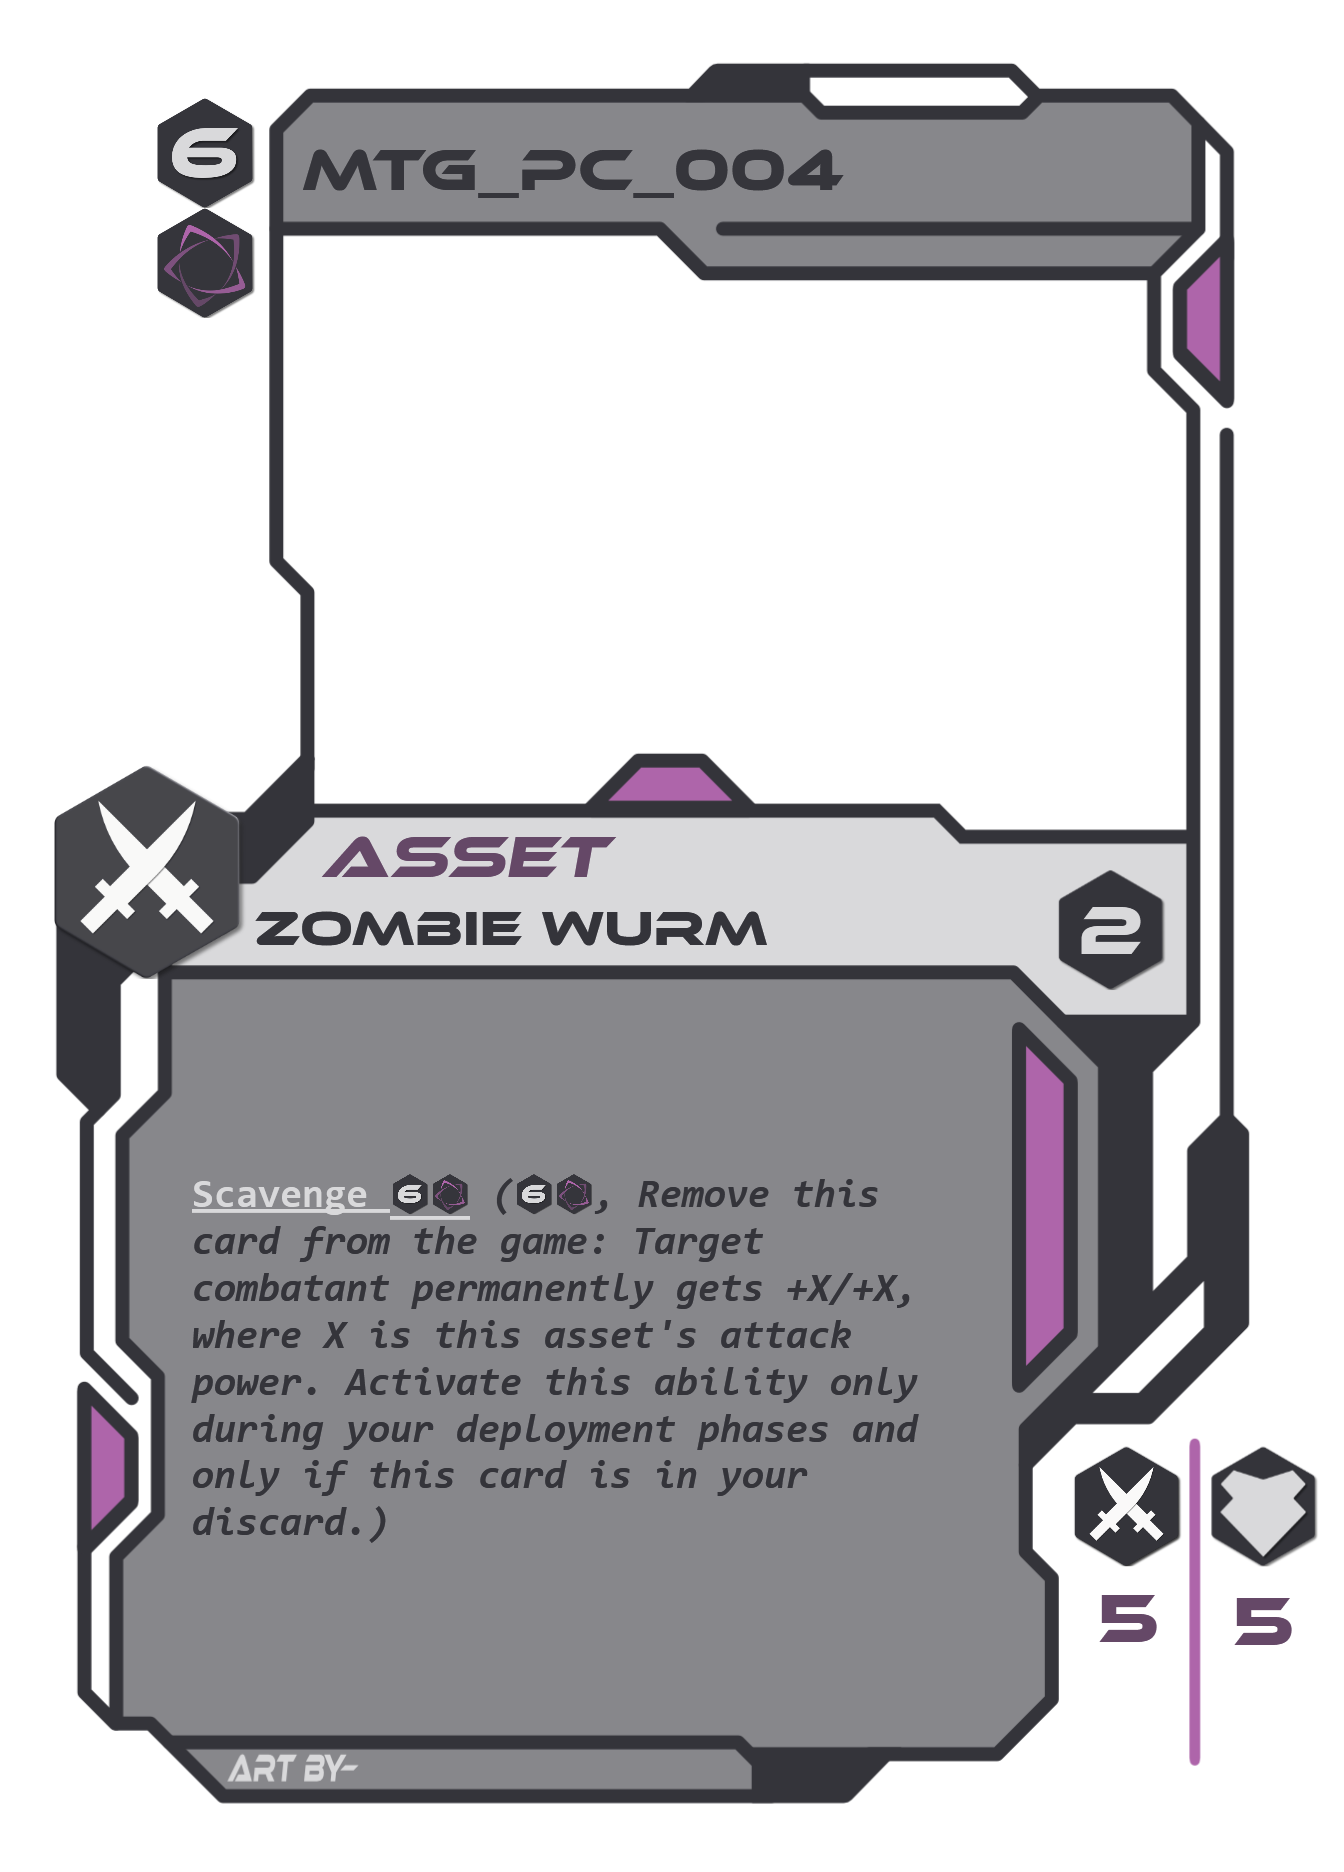 6
MTG_PC_004
ASSET
ZOMBIE WURM
2
Scavenge 6 (6, Remove this
card from the game: Target
combatant permanently gets +X/+X,
where X is this asset's attack
power. Activate this ability only
during your deployment phases and
only if this card is in your
discard.)
5 5
ART BY-